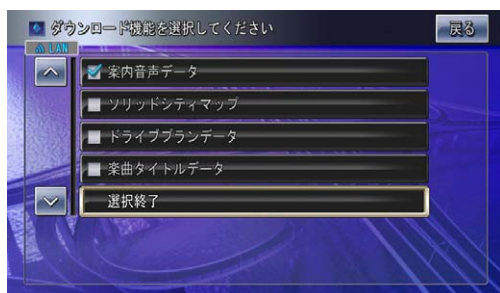 ダウンロード機能を選択してください
戻る
LAN
案内音声データ
ソリッドシティマップ
ドライブプランデータ
楽曲タイトルデータ
選択終了